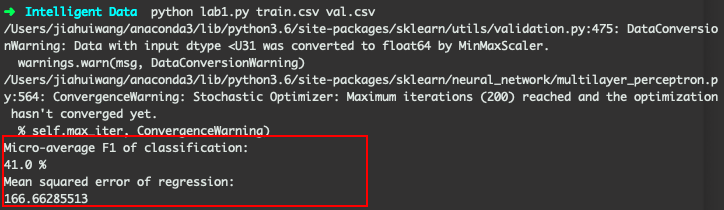 ➜ Intelligent Data python lab1.py train.csv val.csv
/Users/jiahuiwang/anaconda3/lib/python3.6/site-packages/sklearn/utils/validation.py:475: DataConversio
nWarning: Data with input dtype <U31 was converted to float64 by MinMaxScaler.
warnings.warn(msg, DataConversionWarning)
/Users/jiahuiwang/anaconda3/lib/python3.6/site-packages/sklearn/neural_network/multilayer_perceptron.p
y:564: ConvergenceWarning: Stochastic Optimizer: Maximum iterations (200) reached and the optimization
hasn't converged yet.
% self.max_iter, ConvergenceWarning)
Micro-average F1 of classification:
41.0 %
Mean squared error of regression:
166.66285513